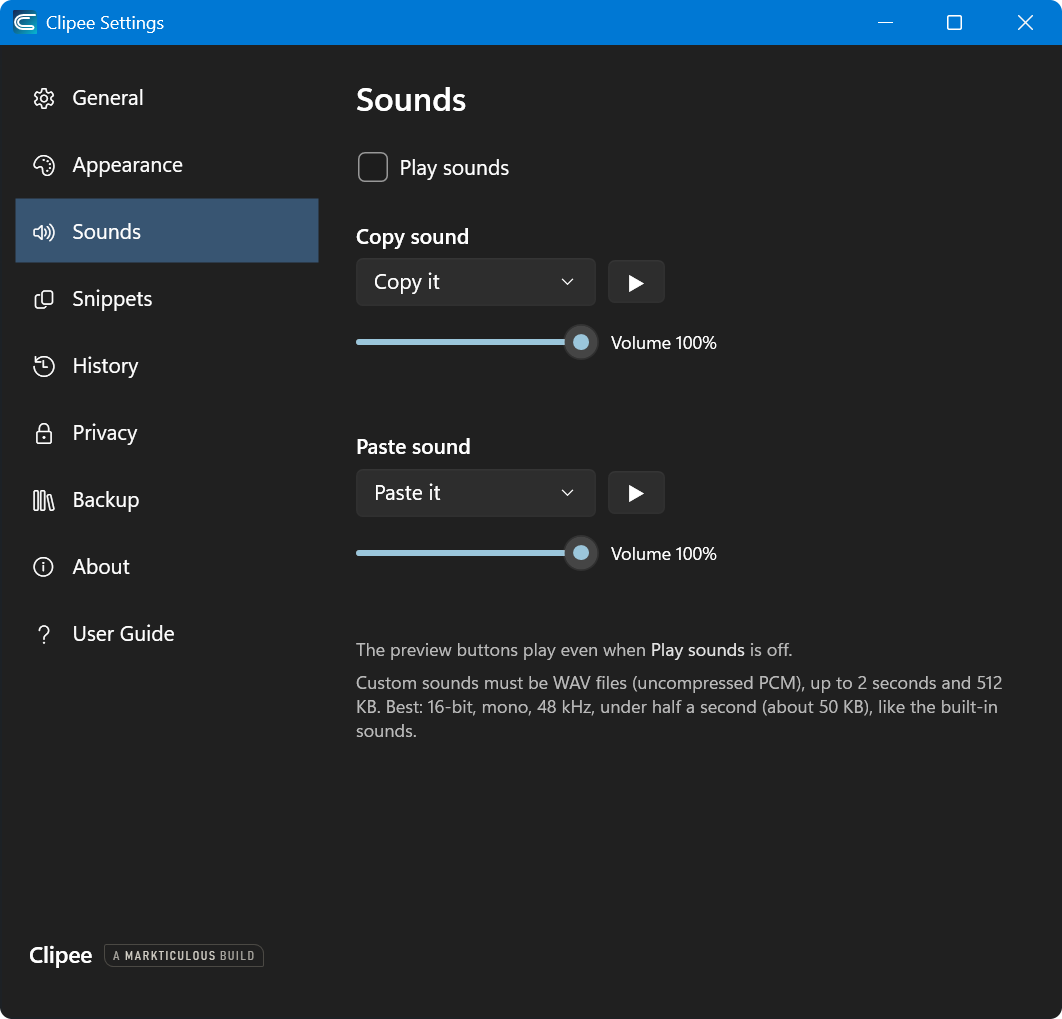 Clipee Settings
General
Appearance
Sounds
Snippets
History
Privacy
Backup
About
User Guide
Sounds
Play sounds
Copy sound
Copy it
Volume 100%
Paste sound
Paste it
Volume 100%
The preview buttons play even when Play sounds is off.
Custom sounds must be WAV files (uncompressed PCM), up to 2 seconds and 512
KB. Best: 16-bit, mono, 48 kHz, under half a second (about 50 KB), like the built-in
sounds.
Clipee A MARKTICULOUS BUILD